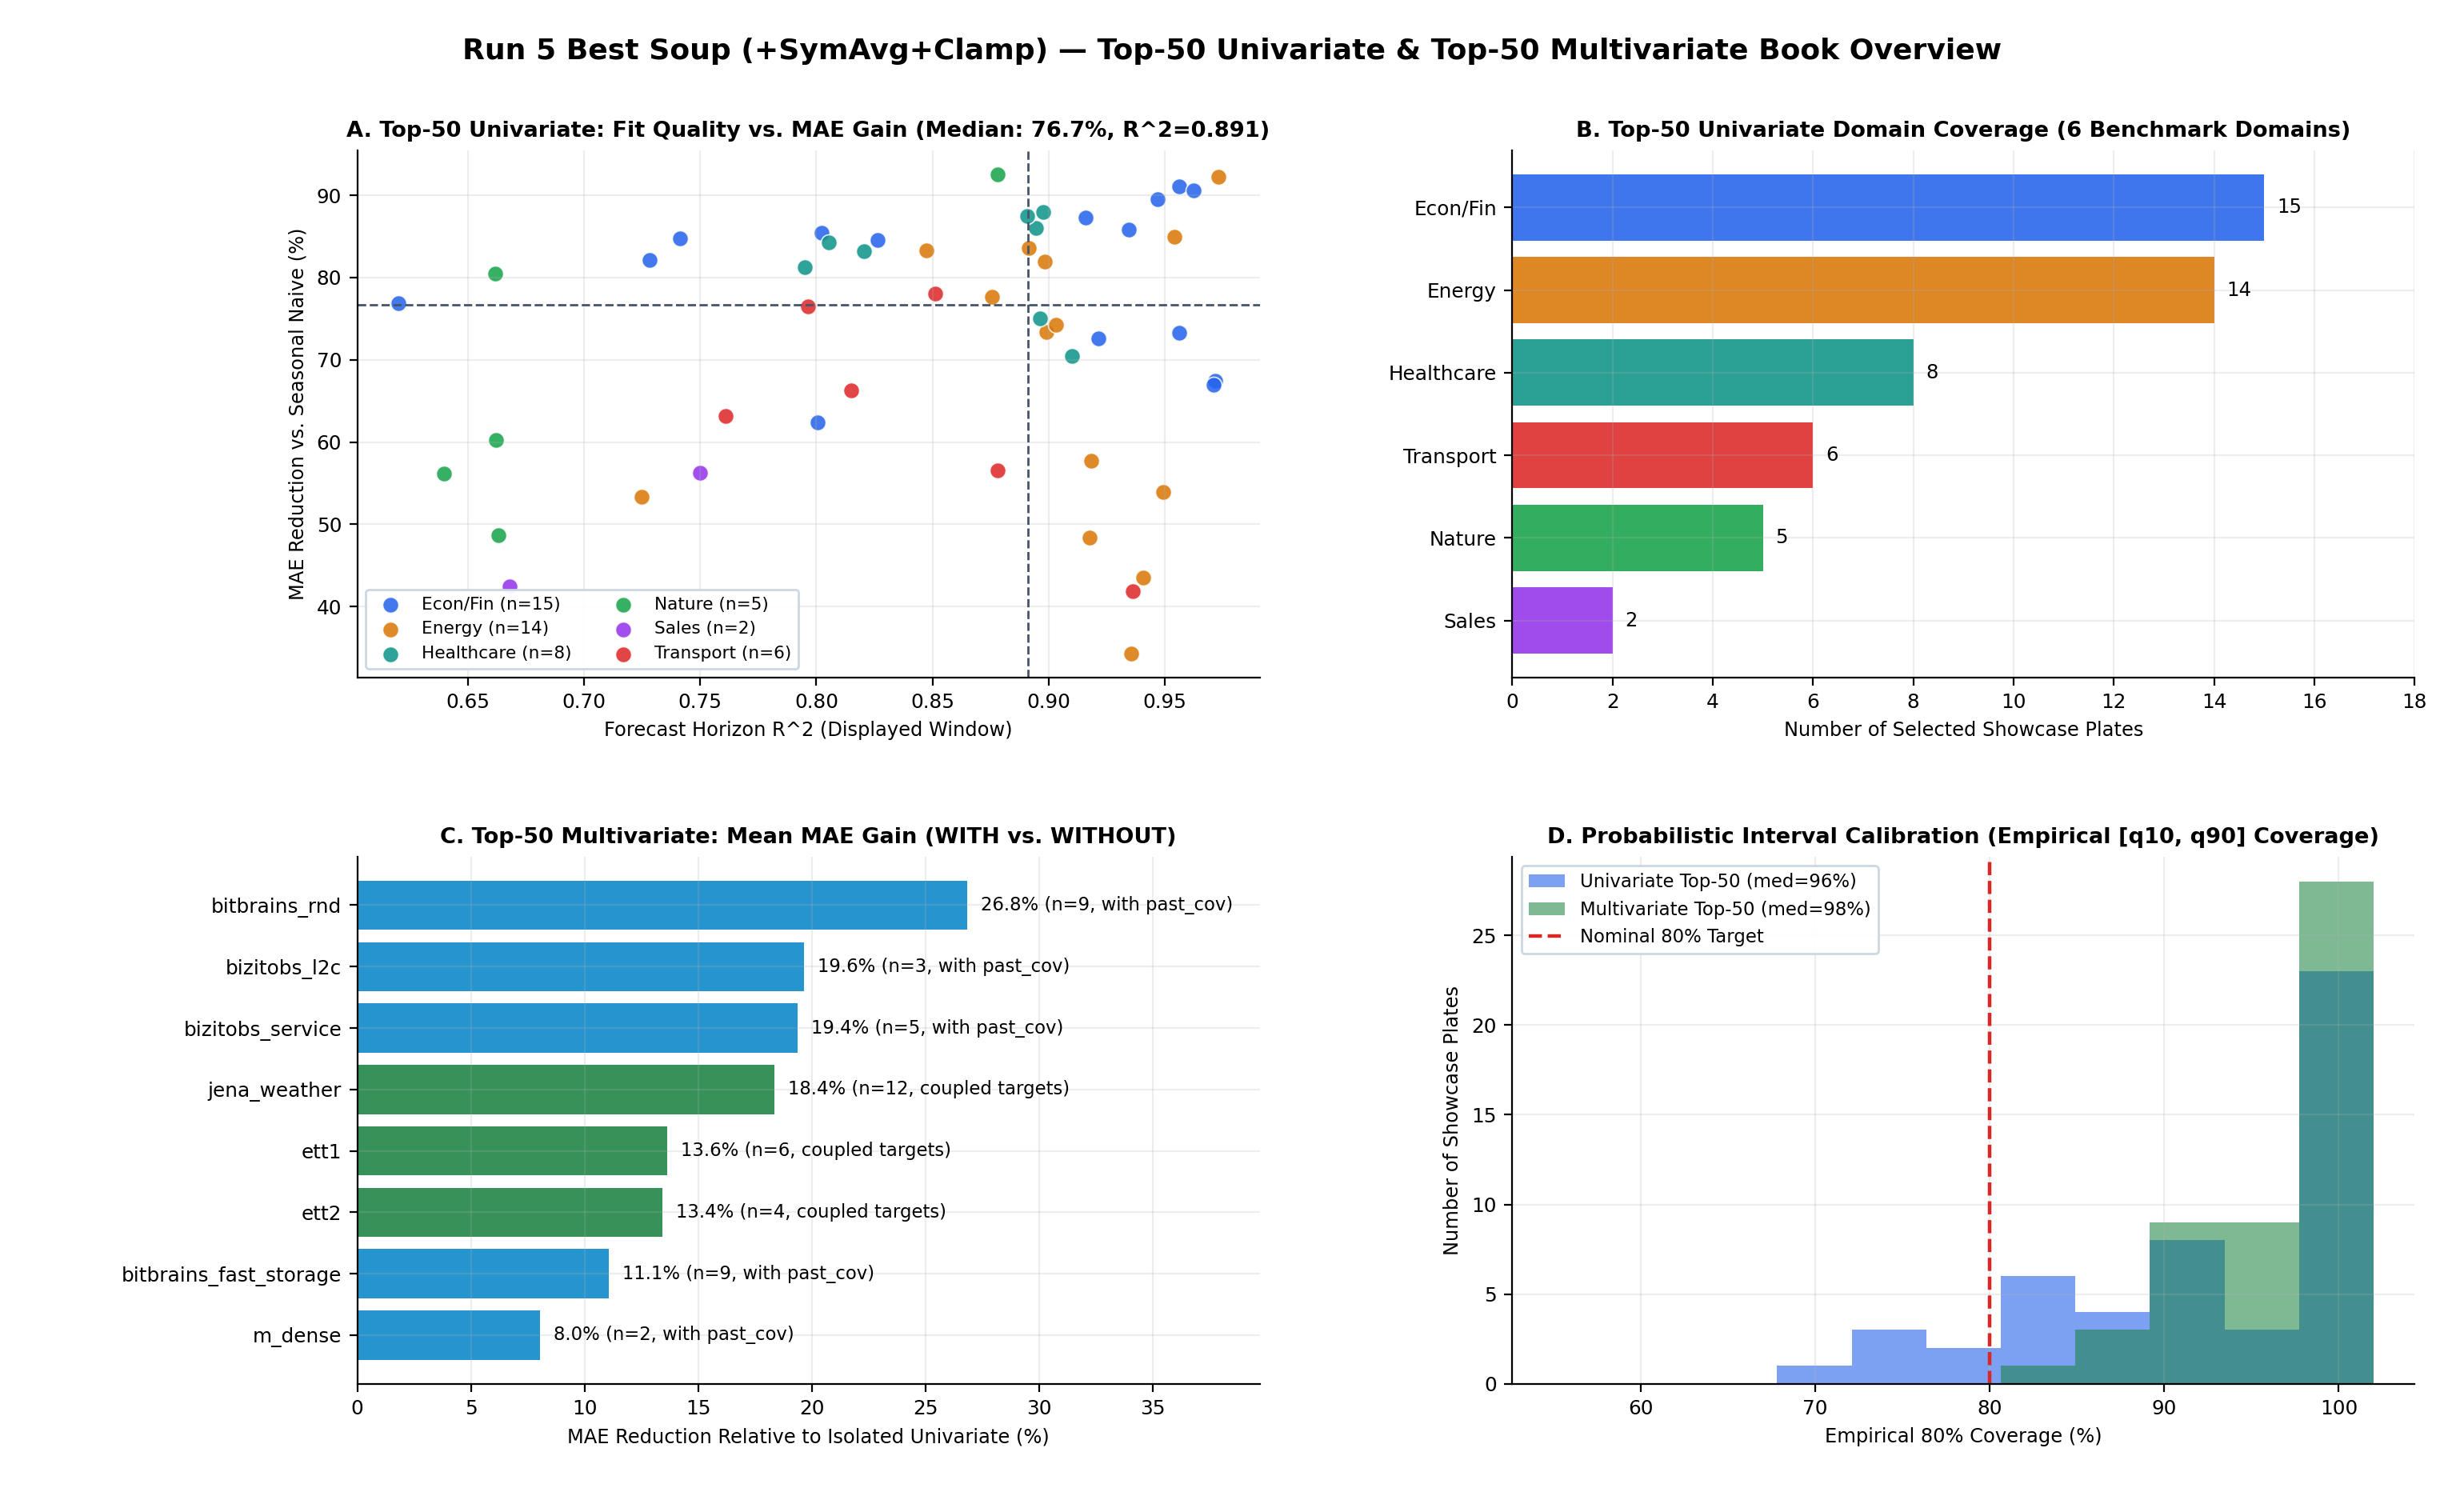 Run 5 Best Soup (+SymAvg+Clamp) — Top-50 Univariate & Top-50 Multivariate Book Overview
A. Top-50 Univariate: Fit Quality vs. MAE Gain (Median: 76.7%, R^2=0.891)
MAE Reduction vs. Seasonal Naive (%)
90
80
70
60
50
40
Econ/Fin (n=15)
Energy (n=14)
Healthcare (n=8)
Nature (n=5)
Sales (n=2)
Transport (n=6)
0.65 0.70 0.75 0.80 0.85 0.90 0.95
Forecast Horizon R^2 (Displayed Window)
B. Top-50 Univariate Domain Coverage (6 Benchmark Domains)
Econ/Fin 15
Energy 14
Healthcare 8
Transport 6
Nature 5
Sales 2
0 2 4 6 8 10 12 14 16 18
Number of Selected Showcase Plates
C. Top-50 Multivariate: Mean MAE Gain (WITH vs. WITHOUT)
bitbrains_rnd 26.8% (n=9, with past_cov)
bizitobs_l2c 19.6% (n=3, with past_cov)
bizitobs_service 19.4% (n=5, with past_cov)
jena_weather 18.4% (n=12, coupled targets)
ett1 13.6% (n=6, coupled targets)
ett2 13.4% (n=4, coupled targets)
bitbrains_fast_storage 11.1% (n=9, with past_cov)
m_dense 8.0% (n=2, with past_cov)
0 5 10 15 20 25 30 35
MAE Reduction Relative to Isolated Univariate (%)
D. Probabilistic Interval Calibration (Empirical [q10, q90] Coverage)
Number of Showcase Plates
Univariate Top-50 (med=96%)
Multivariate Top-50 (med=98%)
Nominal 80% Target
25
20
15
10
5
0
60 70 80 90 100
Empirical 80% Coverage (%)